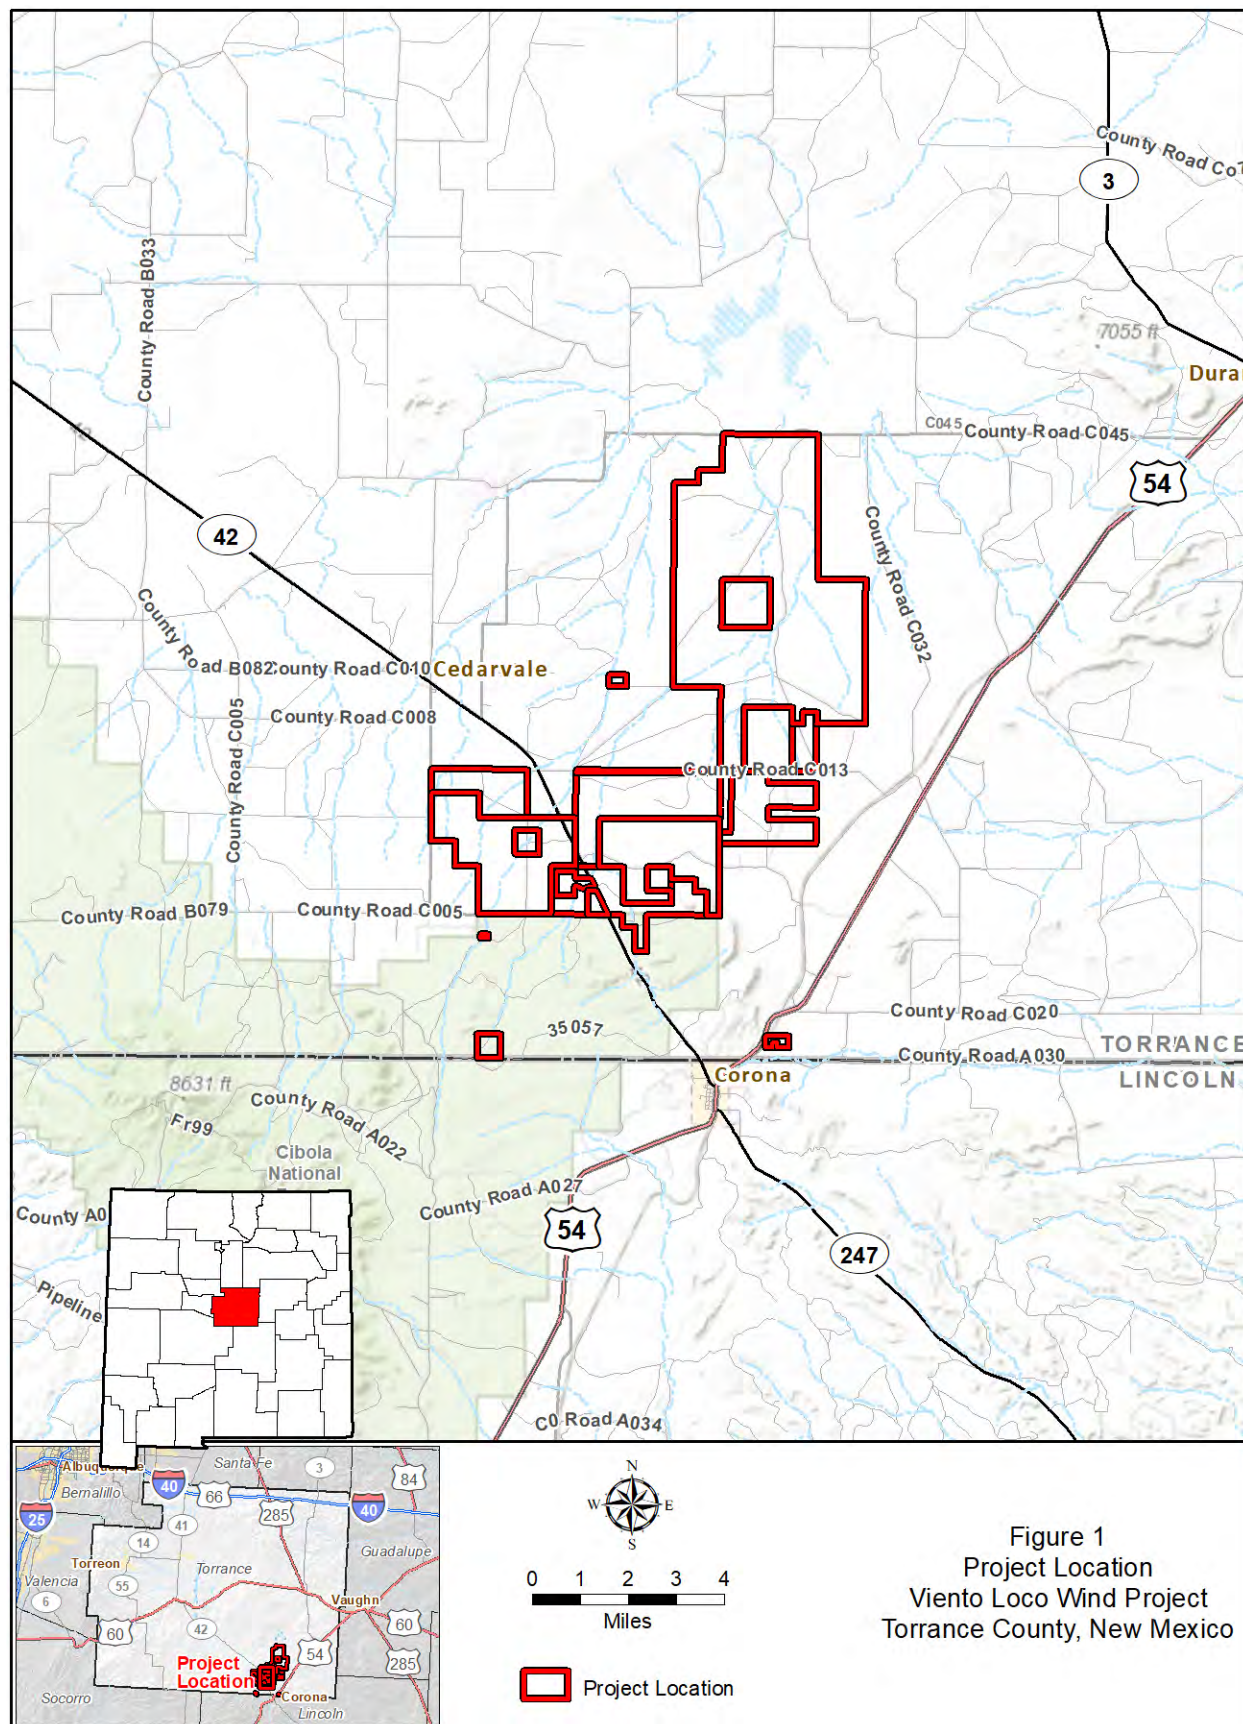 County Road C07
3
County Road B033
7055 ft
Dura
C045
County Road C045
54
42
42
County Road C032
County Road B082
County Road C010
Cedarvale
County Road C008
County Road C005
County Road C013
County Road B079
County Road C005
35057
County Road C020
TORRANCE
County Road A030
LINCOLN
Corona
8631 ft
Fr99
County Road A022
Cibola
National
County Road A027
County A0
54
247
Pipeline
C0 Road A034
Albuquerque
Santa Fe
3
84
40
66
Bernalillo
285
40
25
41
14
Guadalupe
Torreon
Torrance
Valencia
55
6
Vaughn
60
60
42
54
285
Project
Location
Socorro
Corona
Lincoln
N
W
E
S
0 1 2 3 4
Miles
Project Location
Figure 1
Project Location
Viento Loco Wind Project
Torrance County, New Mexico